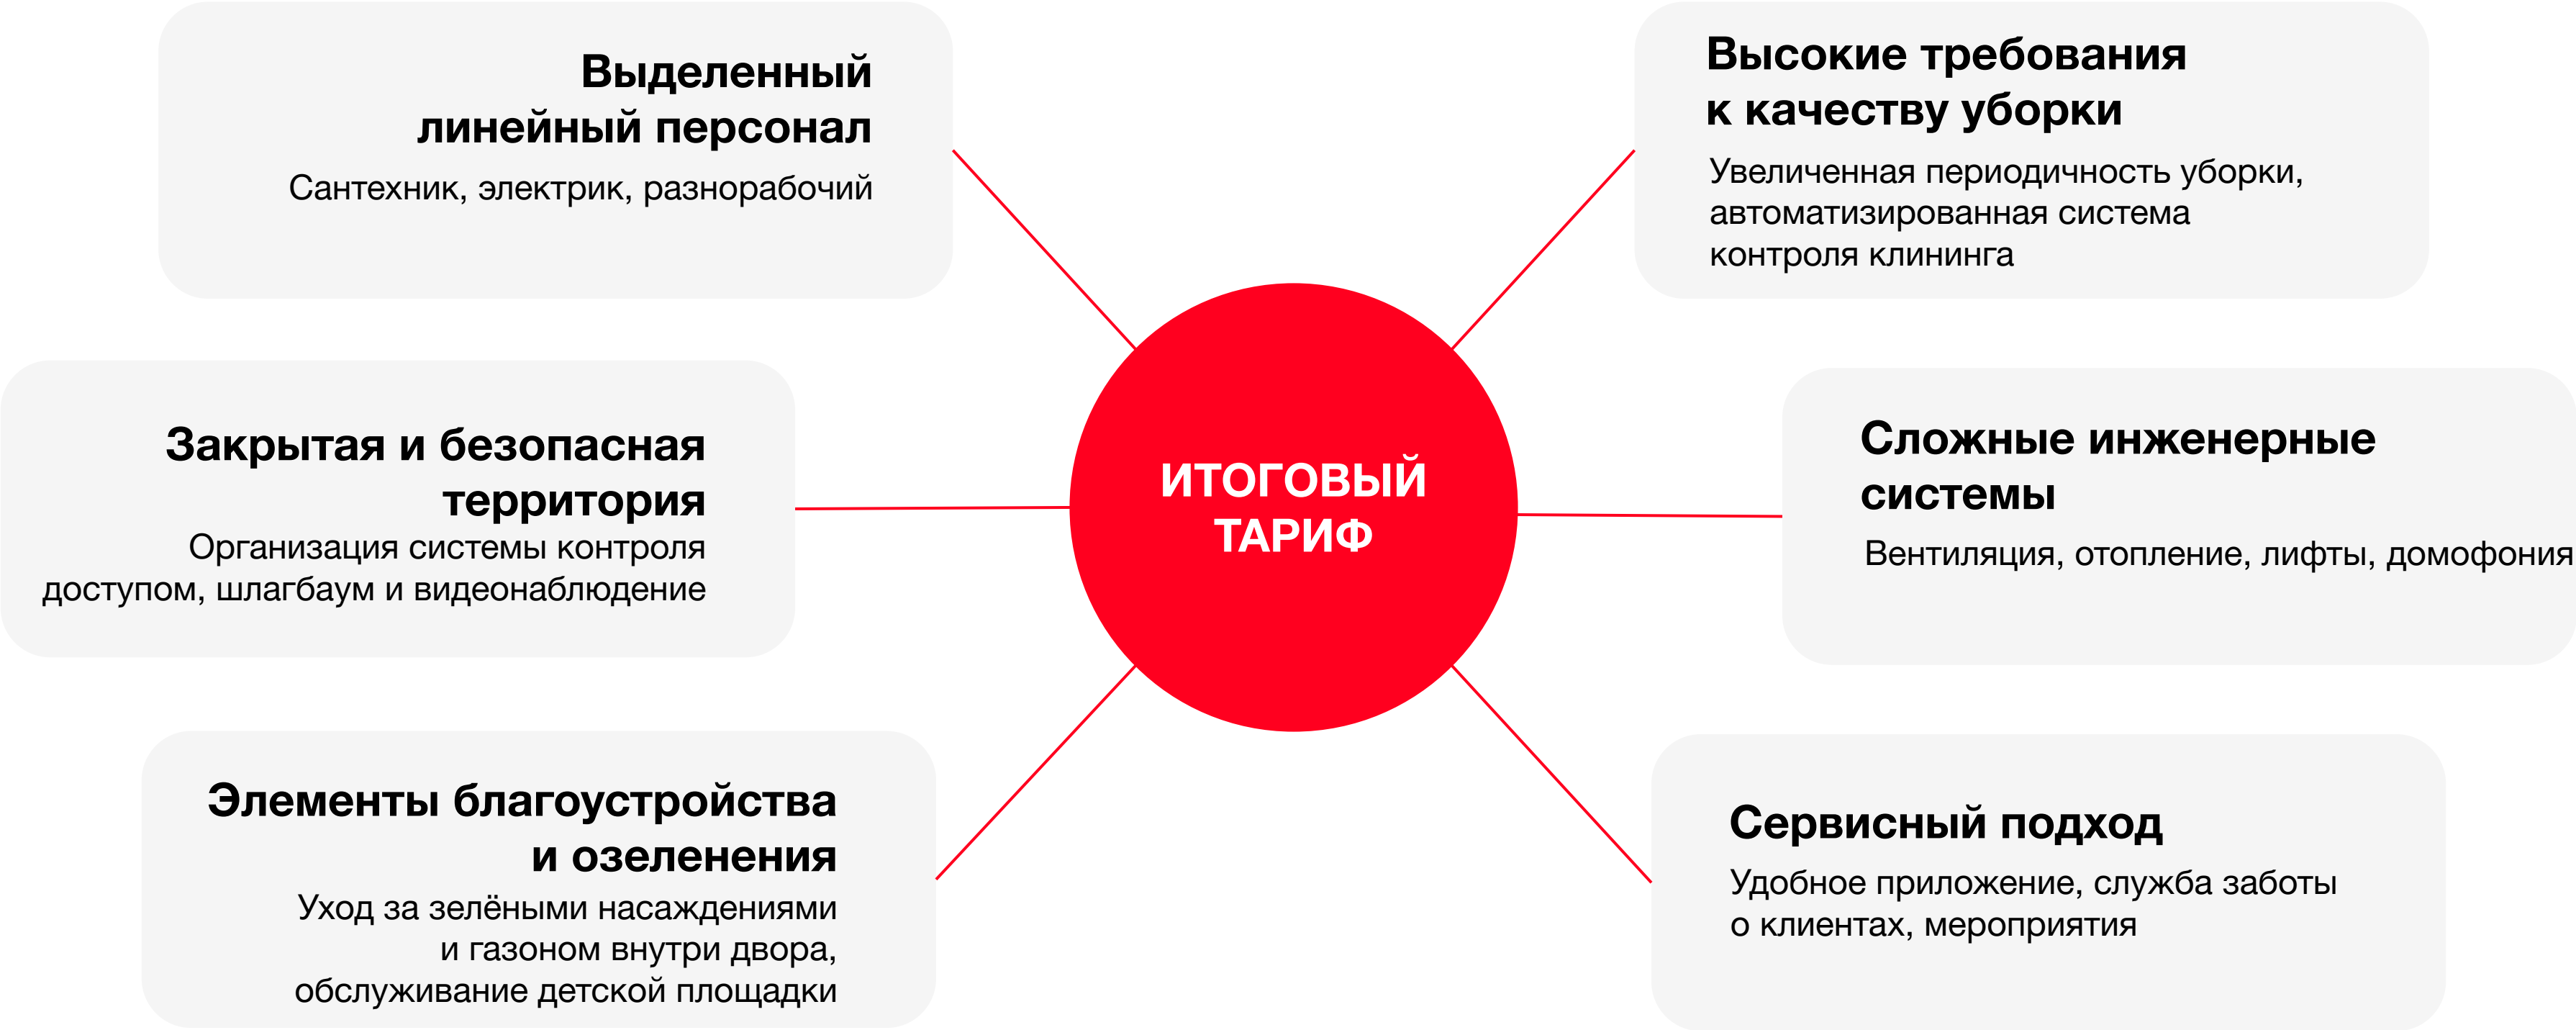 Выделенный
линейный персонал
Сантехник, электрик, разнорабочий
Высокие требования
к качеству уборки
Увеличенная периодичность уборки,
автоматизированная система
контроля клининга
Закрытая и безопасная
территория
Организация системы контроля
доступом, шлагбаум и видеонаблюдение
ИТОГОВЫЙ
ТАРИФ
Сложные инженерные
системы
Вентиляция, отопление, лифты, домофония
Элементы благоустройства
и озеленения
Уход за зелёными насаждениями
и газоном внутри двора,
обслуживание детской площадки
Сервисный подход
Удобное приложение, служба заботы
о клиентах, мероприятия